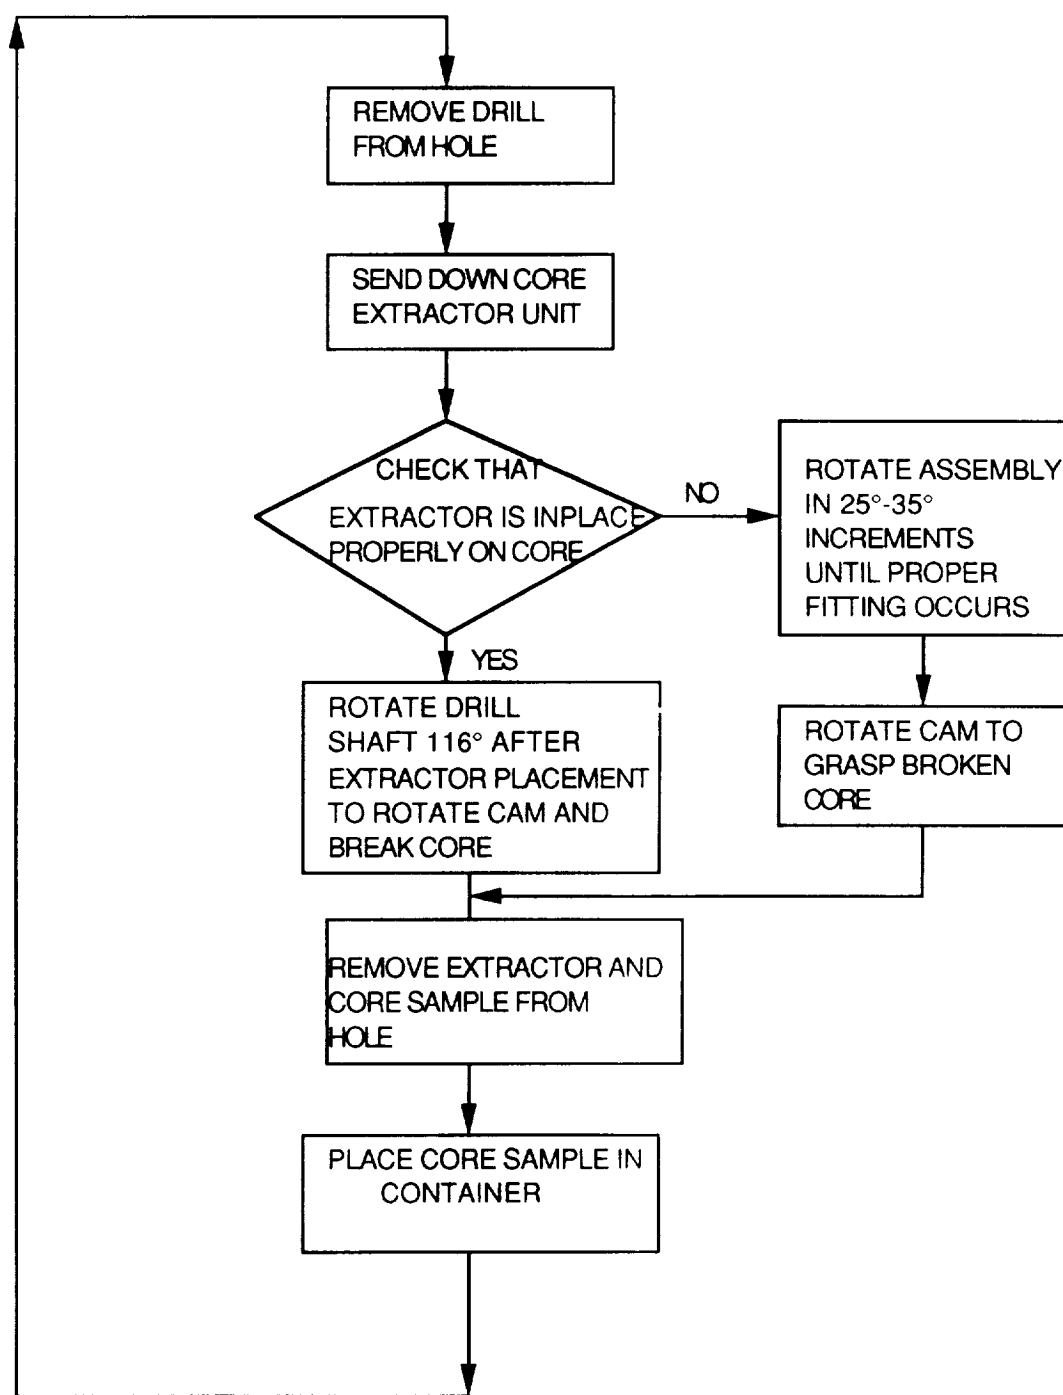 REMOVE DRILL
FROM HOLE
SEND DOWN CORE
EXTRACTOR UNIT
CHECK THAT
EXTRACTOR IS INPLACE
PROPERLY ON CORE
NO
ROTATE ASSEMBLY
IN 25°-35°
INCREMENTS
UNTIL PROPER
FITTING OCCURS
YES
ROTATE DRILL
SHAFT 116° AFTER
EXTRACTOR PLACEMENT
TO ROTATE CAM AND
BREAK CORE
ROTATE CAM TO
GRASP BROKEN
CORE
REMOVE EXTRACTOR AND
CORE SAMPLE FROM
HOLE
PLACE CORE SAMPLE IN
CONTAINER